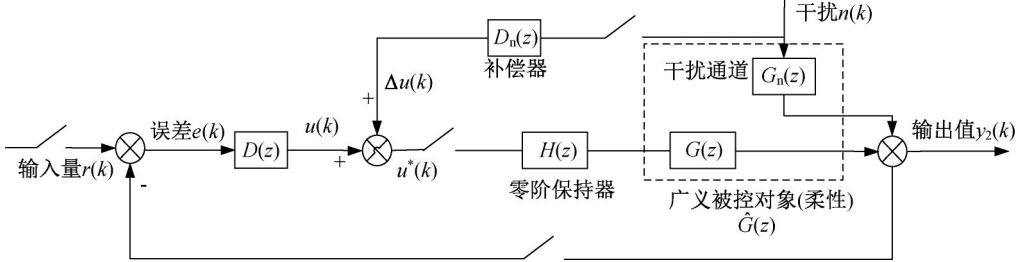 干扰n(k)
Dn(z)
补偿器
干扰通道
Gn(z)
+
Δu(k)
误差e(k)
u(k)
输出值y2(k)
D(z)
+
u*(k)
H(z)
G(z)
输入量r(k)
-
零阶保持器
广义被控对象(柔性)
Ĝ(z)